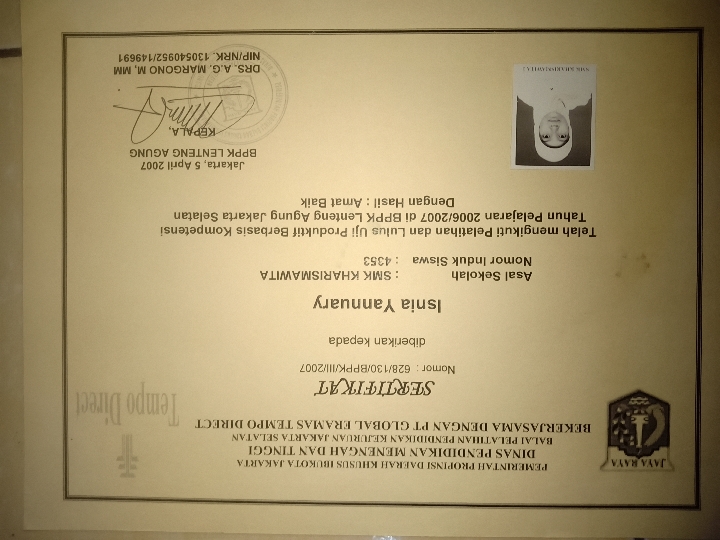 JAYA RAYA
PEMERINTAH PROPINSI DAERAH KHUSUS IBUKOTA JAKARTA
DINAS PENDIDIKAN MENENGAH DAN TINGGI
BALAI PELATIHAN PENDIDIKAN KEJURUAN JAKARTA SELATAN
BEKERJASAMA DENGAN PT GLOBAL ERAMAS TEMPO DIRECT
Tempo Direct
SERTIFIKAT
Nomor : 628/130/BPPK/III/2007
diberikan kepada
Isnia Yannuary
Asal Sekolah : SMK KHARISMAWITA
Nomor Induk Siswa : 4353
Telah mengikuti Pelatihan dan Lulus Uji Produktif Berbasis Kompetensi
Tahun Pelajaran 2006/2007 di BPPK Lenteng Agung Jakarta Selatan
Dengan Hasil : Amat Baik
Jakarta, 5 April 2007
BPPK LENTENG AGUNG
KEPALA,
DRS. A.G. MARGONO M, MM
NIP/NRK. 130540952/149691